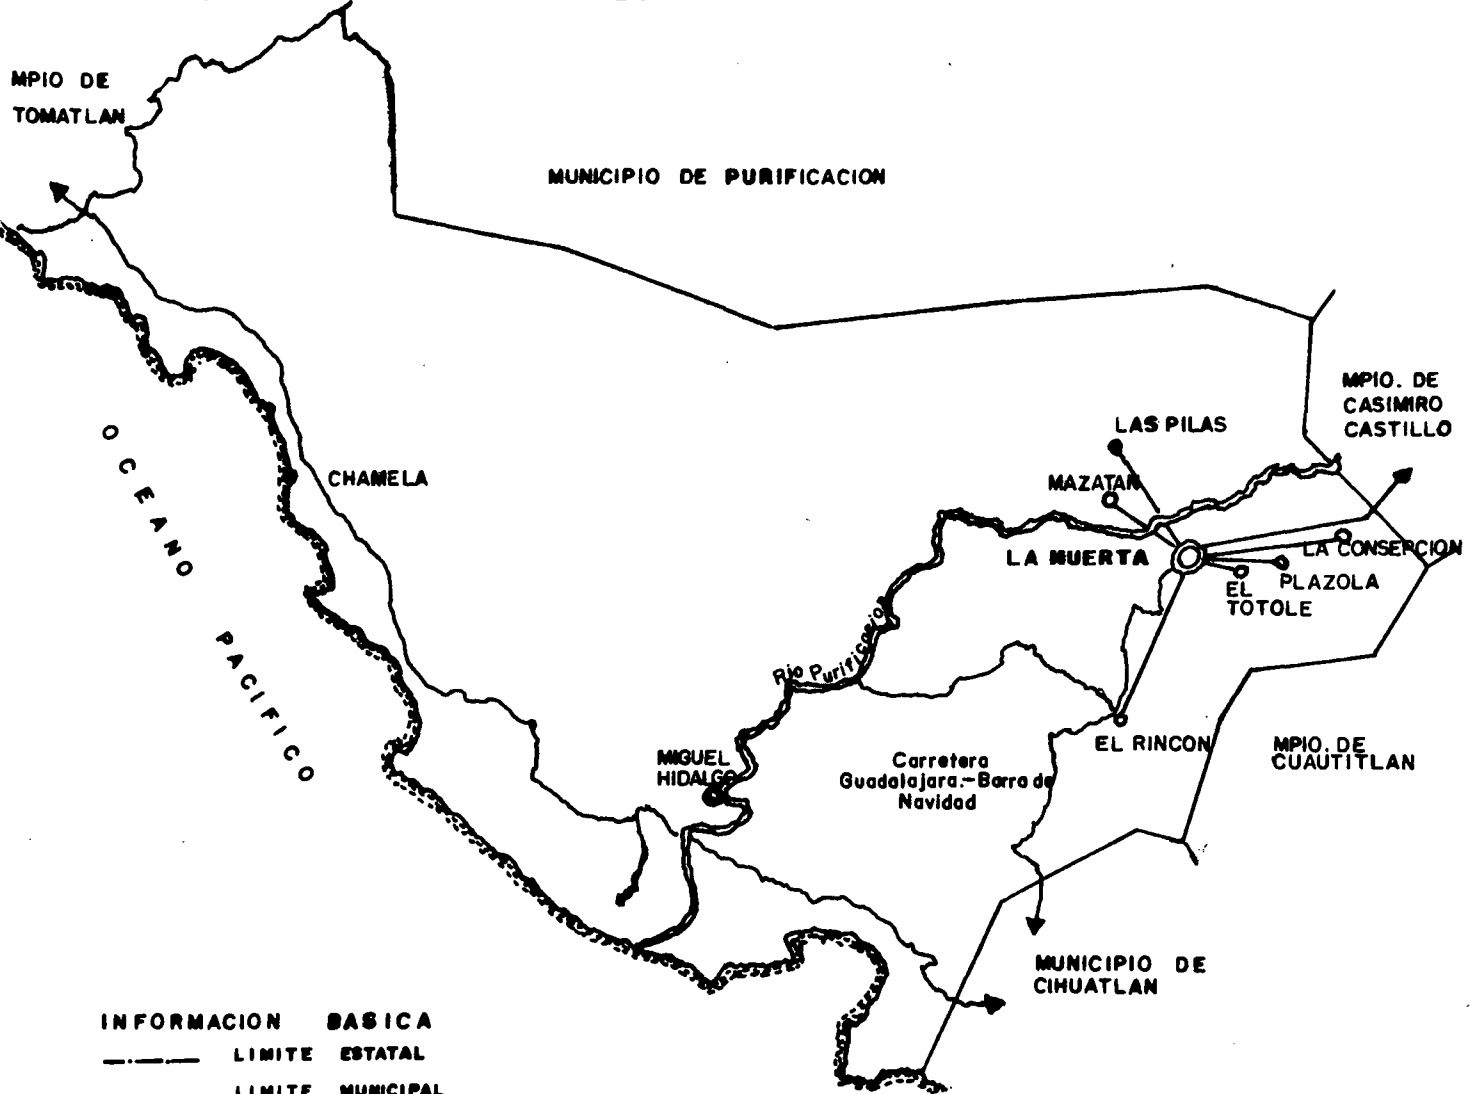 MPIO DE
TOMATLAN
MUNICIPIO DE PURIFICACION
MPIO. DE
CASIMIRO
CASTILLO
LAS PILAS
OCEANO PACIFICO
CHAMELA
MAZATAN
LA HUERTA
LA CONSEPCION
PLAZOLA
EL
TOTOLE
Rio Purificacion
EL RINCON
MPIO. DE
CUAUTITLAN
MIGUEL
HIDALGO
Carretera
Guadalajara.-Barra de
Navidad
MUNICIPIO DE
CIHUATLAN
INFORMACION BASICA
LIMITE ESTATAL
LIMITE MUNICIPAL